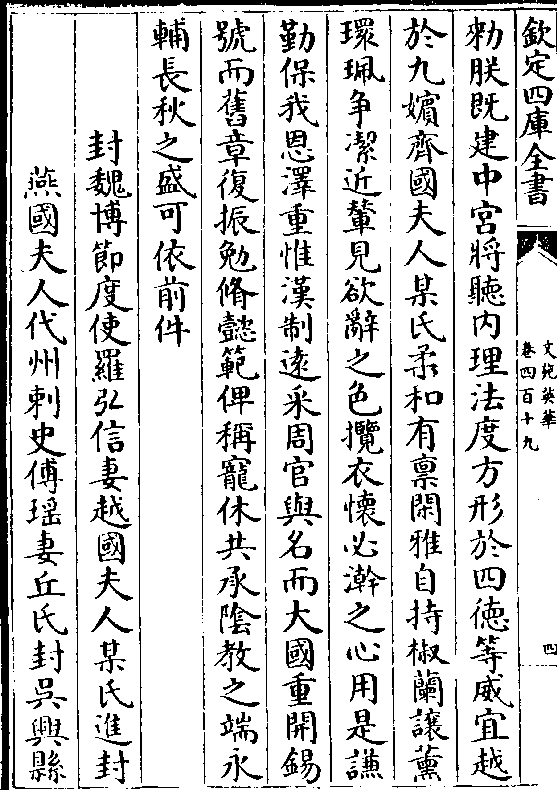 欽定四庫全書
文苑英華
卷四百十九
四
勑朕既建中宫將聽内理法度方形於四徳等威宜越
於九嬪齊國夫人某氏柔和有禀閑雅自持椒蘭讓薰
環珮争潔近輦見欲辭之色攬衣懐必澣之心用是謙
勤保我恩澤重惟漢制逺采周官與名而大國重開錫
號而舊章復振勉脩懿範俾稱寵休共承隂教之端永
輔長秋之盛可依前件
封魏博節度使羅弘信妻越國夫人某氏進封
燕國夫人代州刺史傅瑶妻丘氏封吳興縣